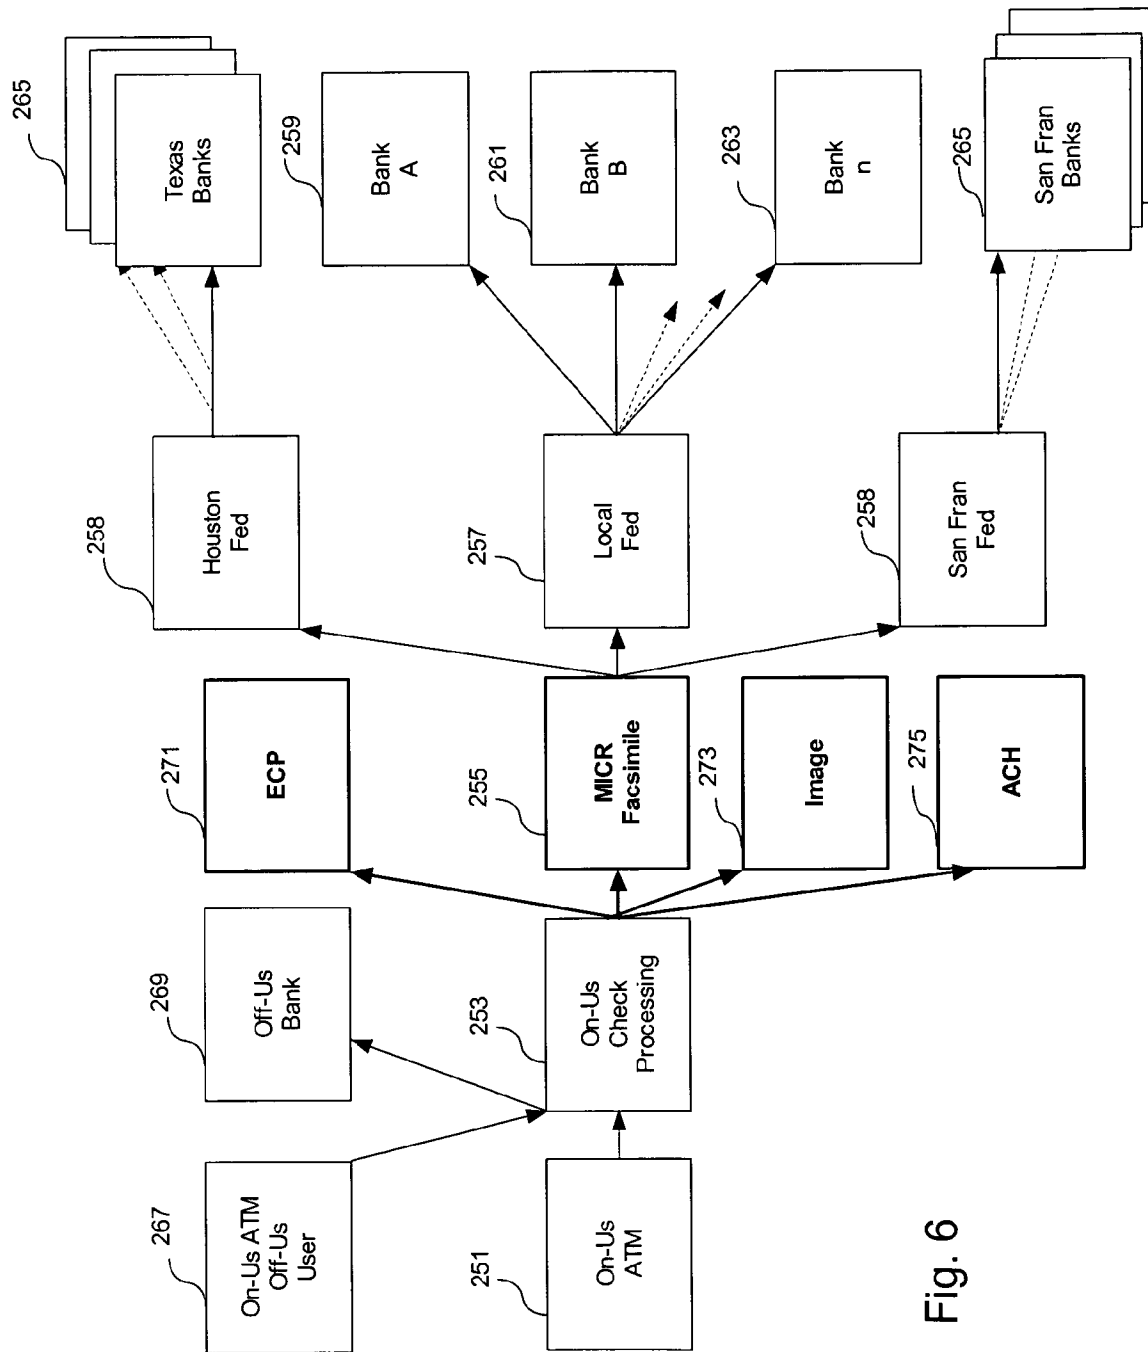 265
Texas
Banks
259
Bank
A
261
Bank
B
263
Bank
n
265
San Fran
Banks
258
Houston
Fed
257
Local
Fed
258
San Fran
Fed
271
ECP
255
MICR
Facsimile
273
Image
275
ACH
269
Off-Us
Bank
253
On-Us
Check
Processing
267
On-Us ATM
Off-Us
User
251
On-Us
ATM
Fig. 6